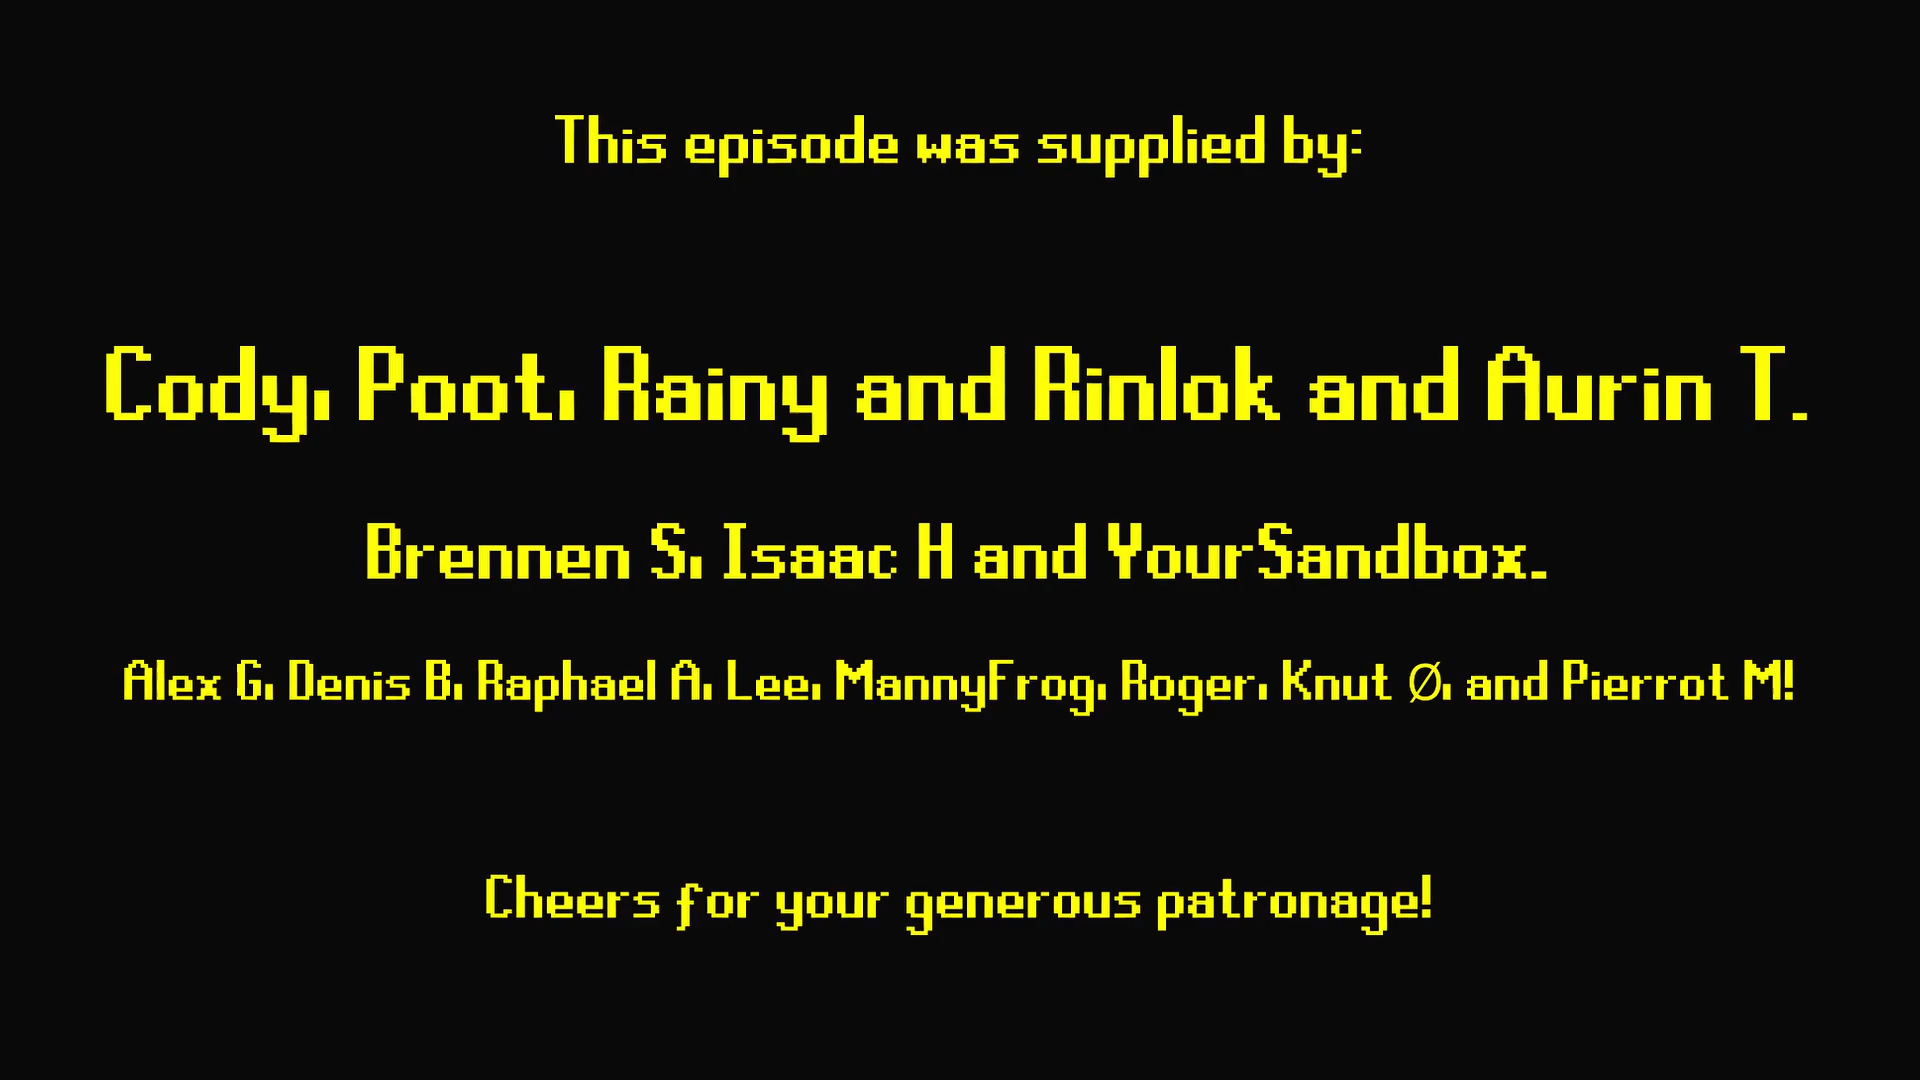 This episode was supplied by:
Cody, Poot, Rainy and Rinlok and Aurin T.
Brennen S, Isaac H and YourSandbox.
Alex G, Denis B, Raphael A, Lee, MannyFrog, Roger, Knut Ø, and Pierrot M!
Cheers for your generous patronage!